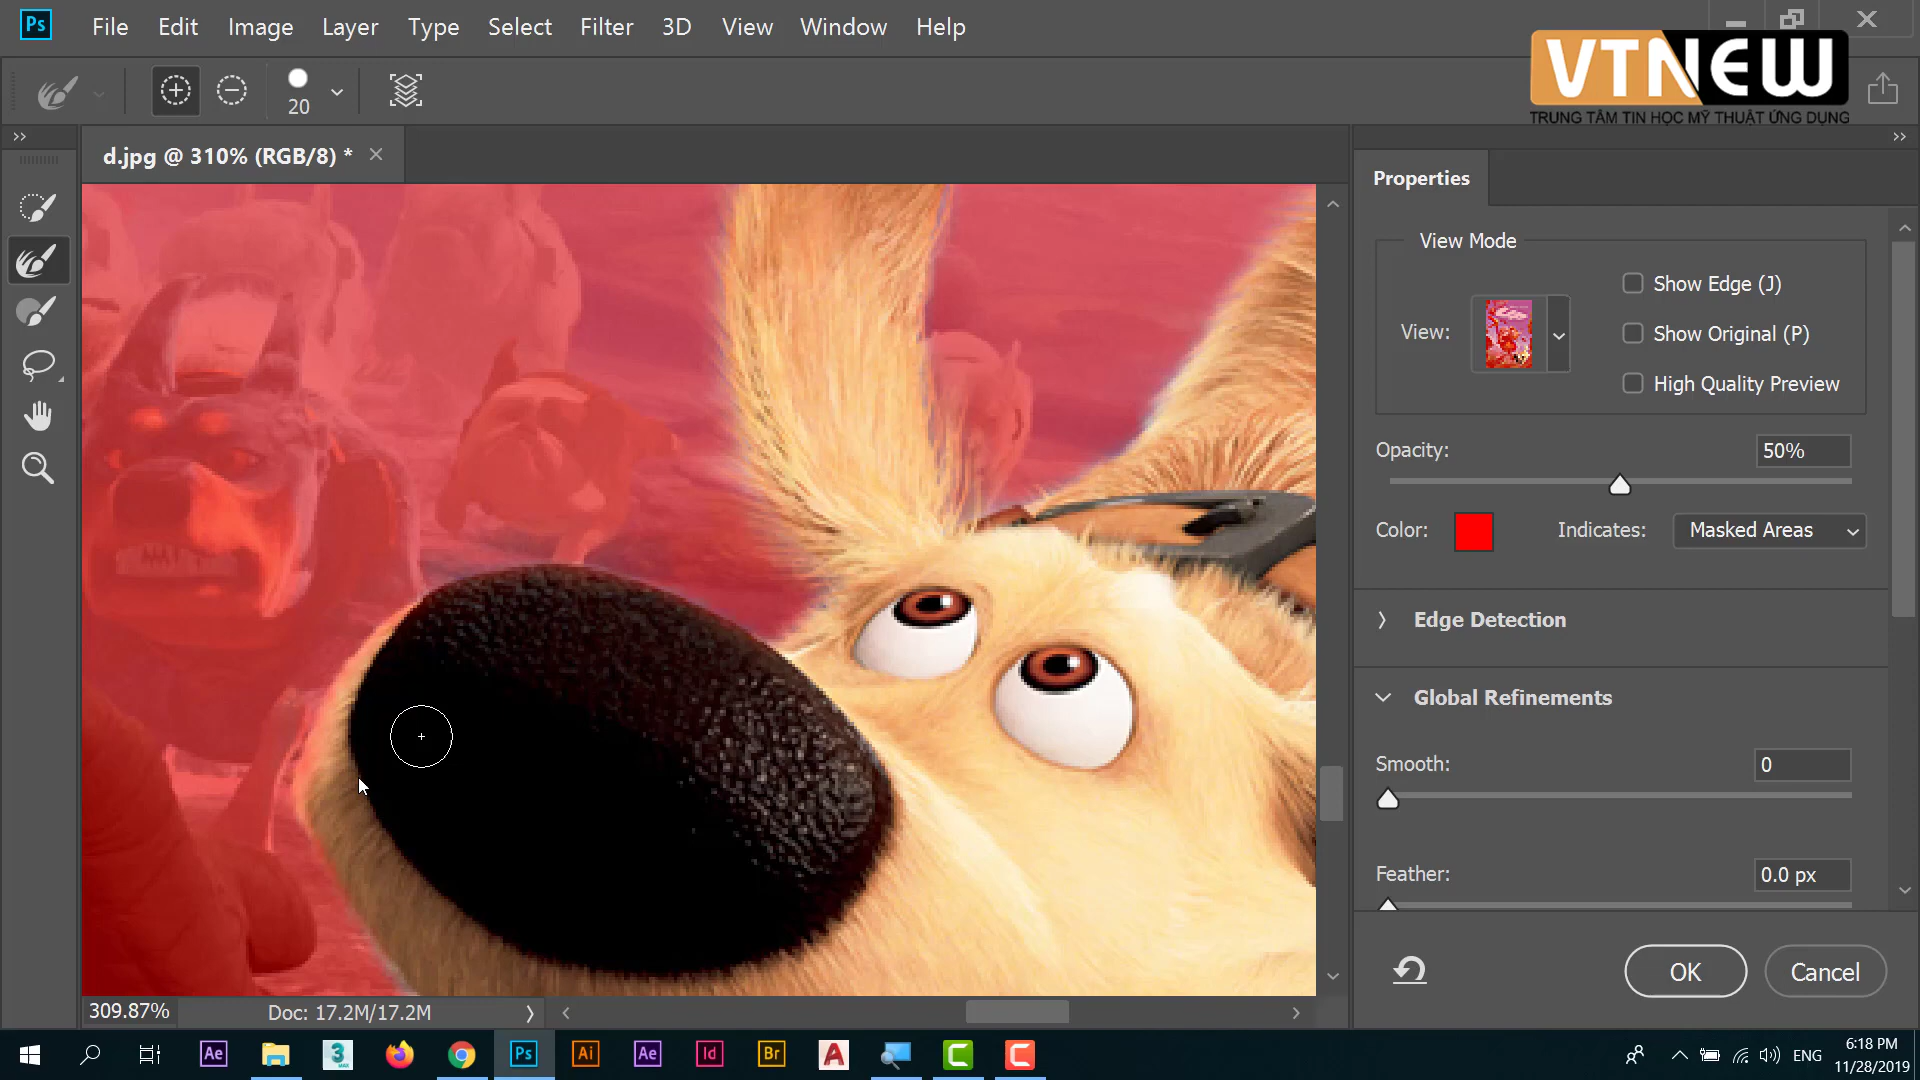 Ps File Edit Image Layer Type Select Filter 3D View Window Help
VTNEW
TRUNG TÂM TIN HỌC MỸ THUẬT ỨNG DỤNG
20
d.jpg @ 310% (RGB/8) *
Properties
View Mode
View:
Show Edge (J)
Show Original (P)
High Quality Preview
Opacity: 50%
Color: Indicates: Masked Areas
Edge Detection
Global Refinements
Smooth: 0
Feather: 0.0 px
OK Cancel
309.87% Doc: 17.2M/17.2M
Ae 3 Ps Ai Ae Id Br A C C ENG
6:18 PM
11/28/2019